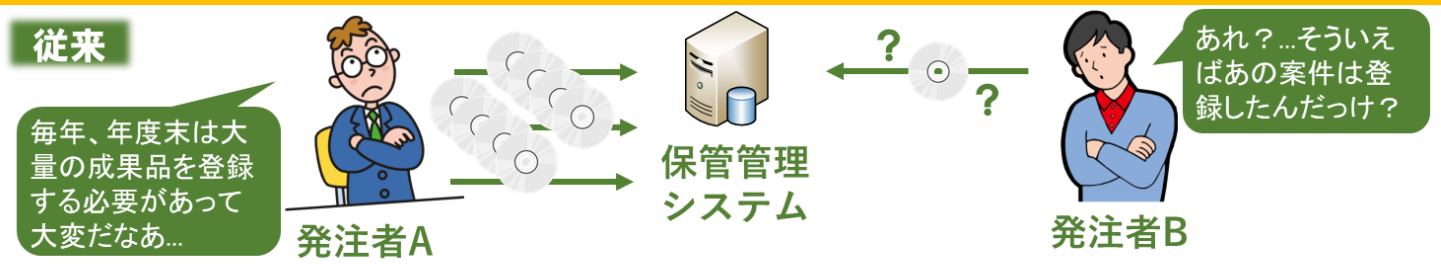 従来
毎年、年度末は大
量の成果品を登録
する必要があって
大変だなあ…
発注者A
保管管理
システム
?
?
発注者B
あれ？…そういえ
ばあの案件は登
録したんだっけ？